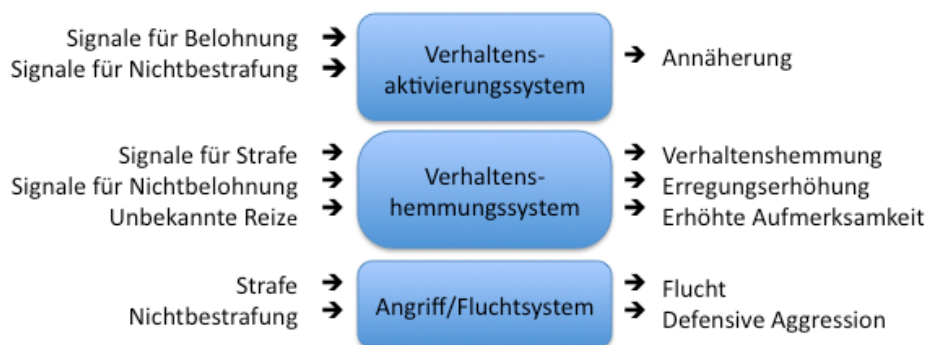 Signale für Belohnung ➔
Signale für Nichtbestrafung ➔
Verhaltens-
aktivierungssystem
➔ Annäherung
Signale für Strafe ➔
Signale für Nichtbelohnung ➔
Unbekannte Reize ➔
Verhaltens-
hemmungssystem
➔ Verhaltenshemmung
➔ Erregungserhöhung
➔ Erhöhte Aufmerksamkeit
Strafe ➔
Nichtbestrafung ➔
Angriff/Fluchtsystem
➔ Flucht
➔ Defensive Aggression